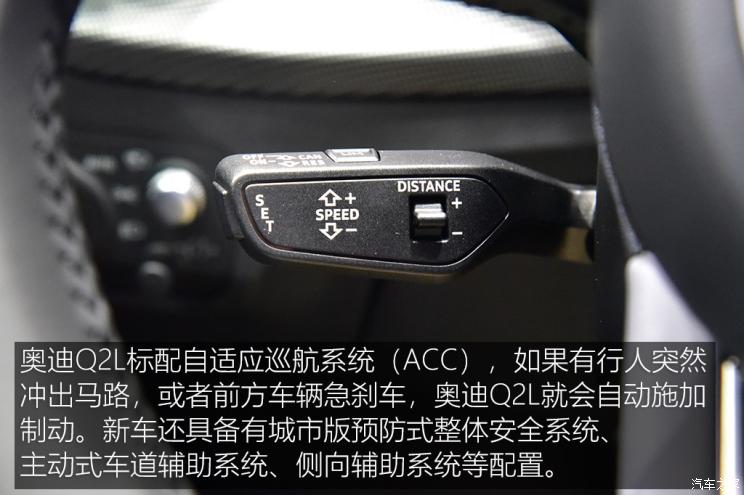 OFF CAN
ON RES
DISTANCE
S
E
T
SPEED
+
-
+
-
奥迪Q2L标配自适应巡航系统（ACC），如果有行人突然
冲出马路，或者前方车辆急刹车，奥迪Q2L就会自动施加
制动。新车还具备有城市版预防式整体安全系统、
主动式车道辅助系统、侧向辅助系统等配置。
汽车之家